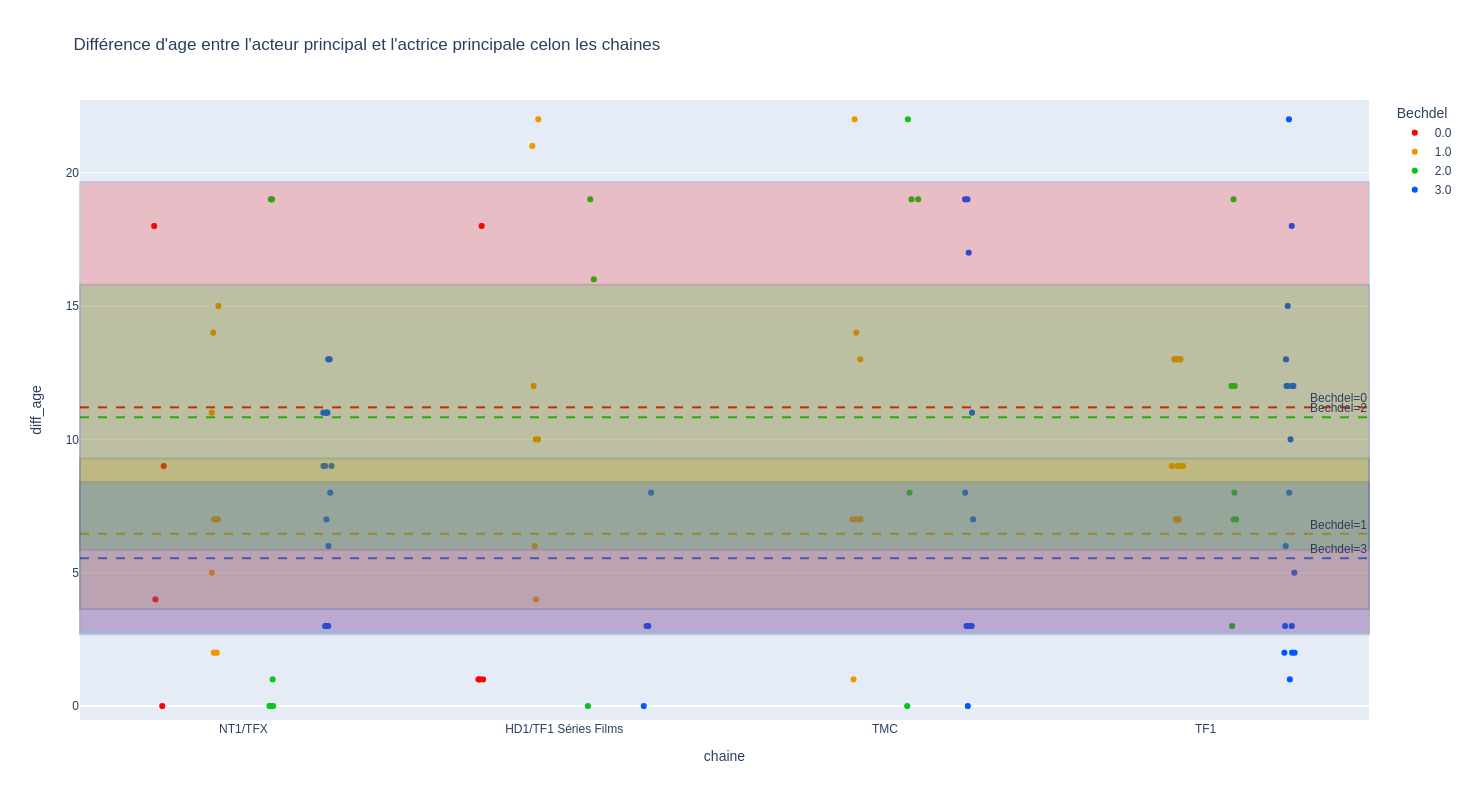 Différence d'age entre l'acteur principal et l'actrice principale celon les chaines
Bechdel
0.0
1.0
2.0
3.0
diff_age
20
15
10
5
0
Bechdel=0
Bechdel=2
Bechdel=1
Bechdel=3
NT1/TFX
HD1/TF1 Séries Films
TMC
TF1
chaine